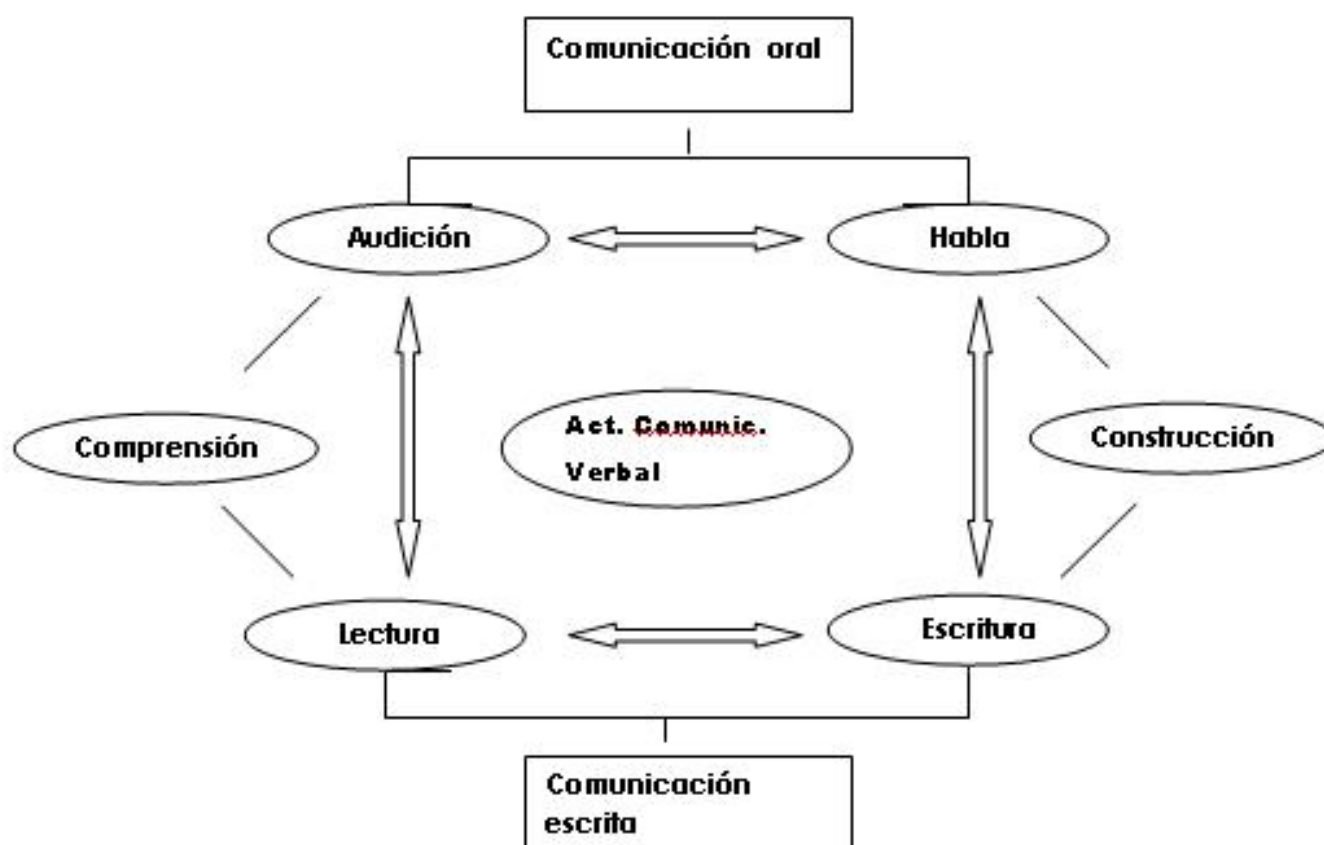 Comunicación oral
Audición
Habla
Comprensión
Act. Comunic.
Verbal
Construcción
Lectura
Escritura
Comunicación
escrita